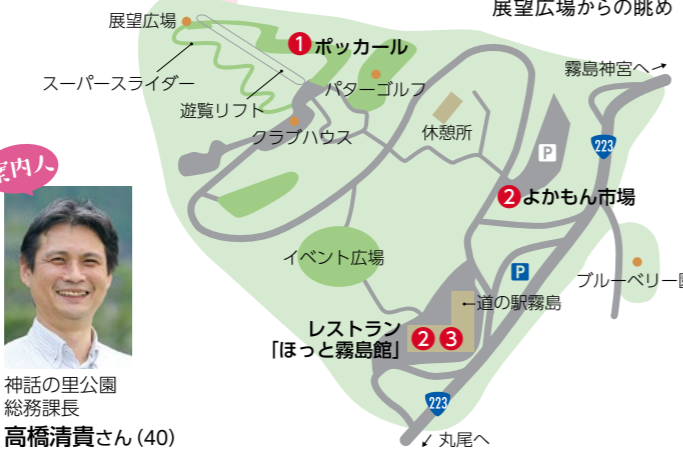 展望広場からの眺め
展望広場
❶ポッカール
霧島神宮へ→
スーパースライダー
パターゴルフ
遊覧リフト
休憩所
クラブハウス
P
223
案内人
❷よかもん市場
イベント広場
P
ブルーベリー園
←道の駅霧島
レストラン
「ほっと霧島館」
❷❸
神話の里公園
総務課長
高橋清貴さん(40)
223
↙丸尾へ